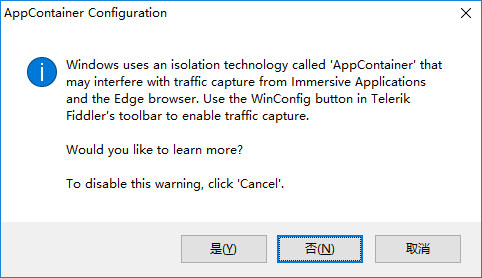 AppContainer Configuration
Windows uses an isolation technology called 'AppContainer' that
may interfere with traffic capture from Immersive Applications
and the Edge browser. Use the WinConfig button in Telerik
Fiddler's toolbar to enable traffic capture.
Would you like to learn more?
To disable this warning, click 'Cancel'.
是(Y) 否(N) 取消